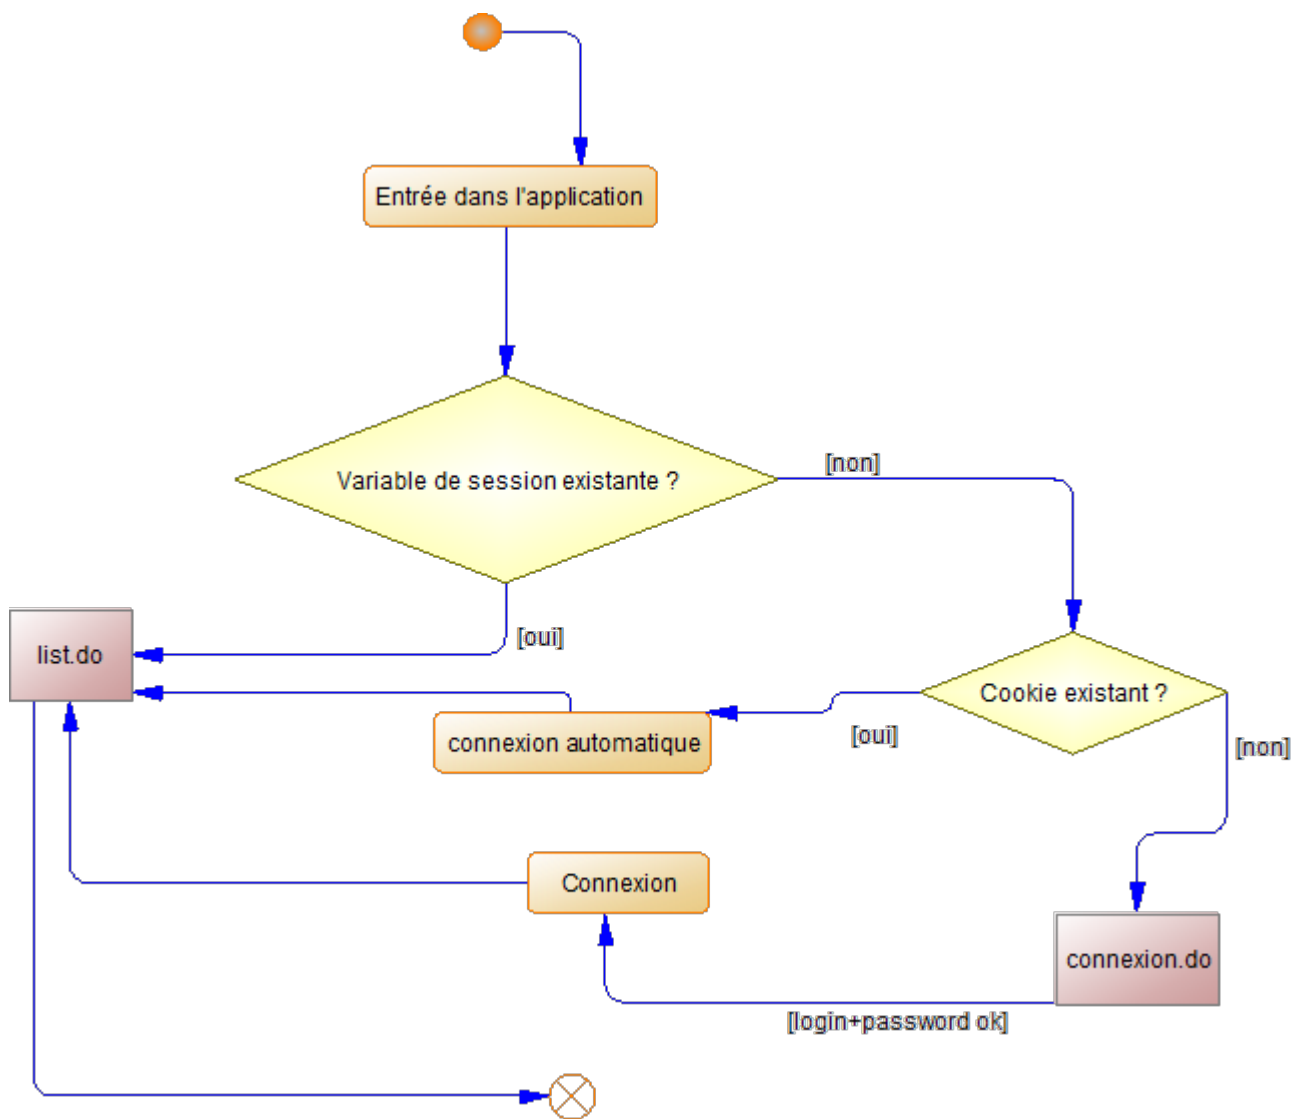 Entrée dans l'application
Variable de session existante ?
[non]
[oui]
list.do
Cookie existant ?
[oui]
connexion automatique
[non]
Connexion
connexion.do
[login+password ok]